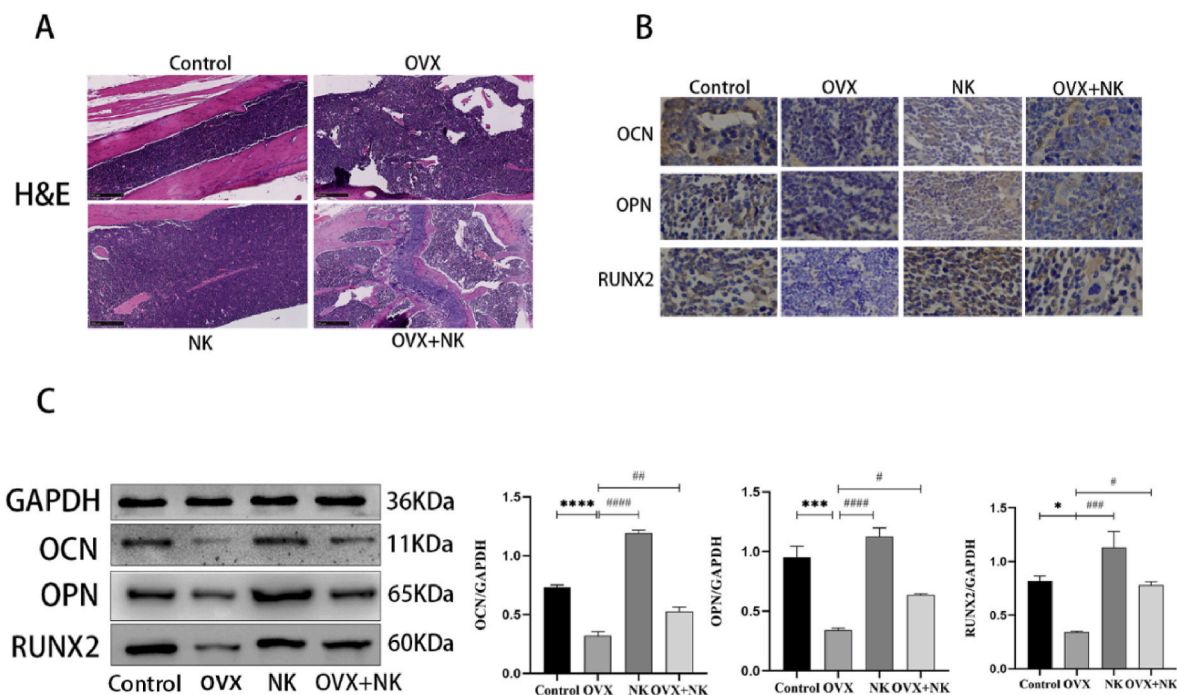 A
Control OVX
H&E
NK OVX+NK
B
Control OVX NK OVX+NK
OCN
OPN
RUNX2
C
GAPDH 36KDa
OCN 11KDa
OPN 65KDa
RUNX2 60KDa
Control OVX NK OVX+NK
##
**** ####
1.5
1.0
0.5
0.0
OCN/GAPDH
Control OVX NK OVX+NK
#
*** ####
1.5
1.0
0.5
0.0
OPN/GAPDH
Control OVX NK OVX+NK
#
* ###
1.5
1.0
0.5
0.0
RUNX2/GAPDH
Control OVX NK OVX+NK